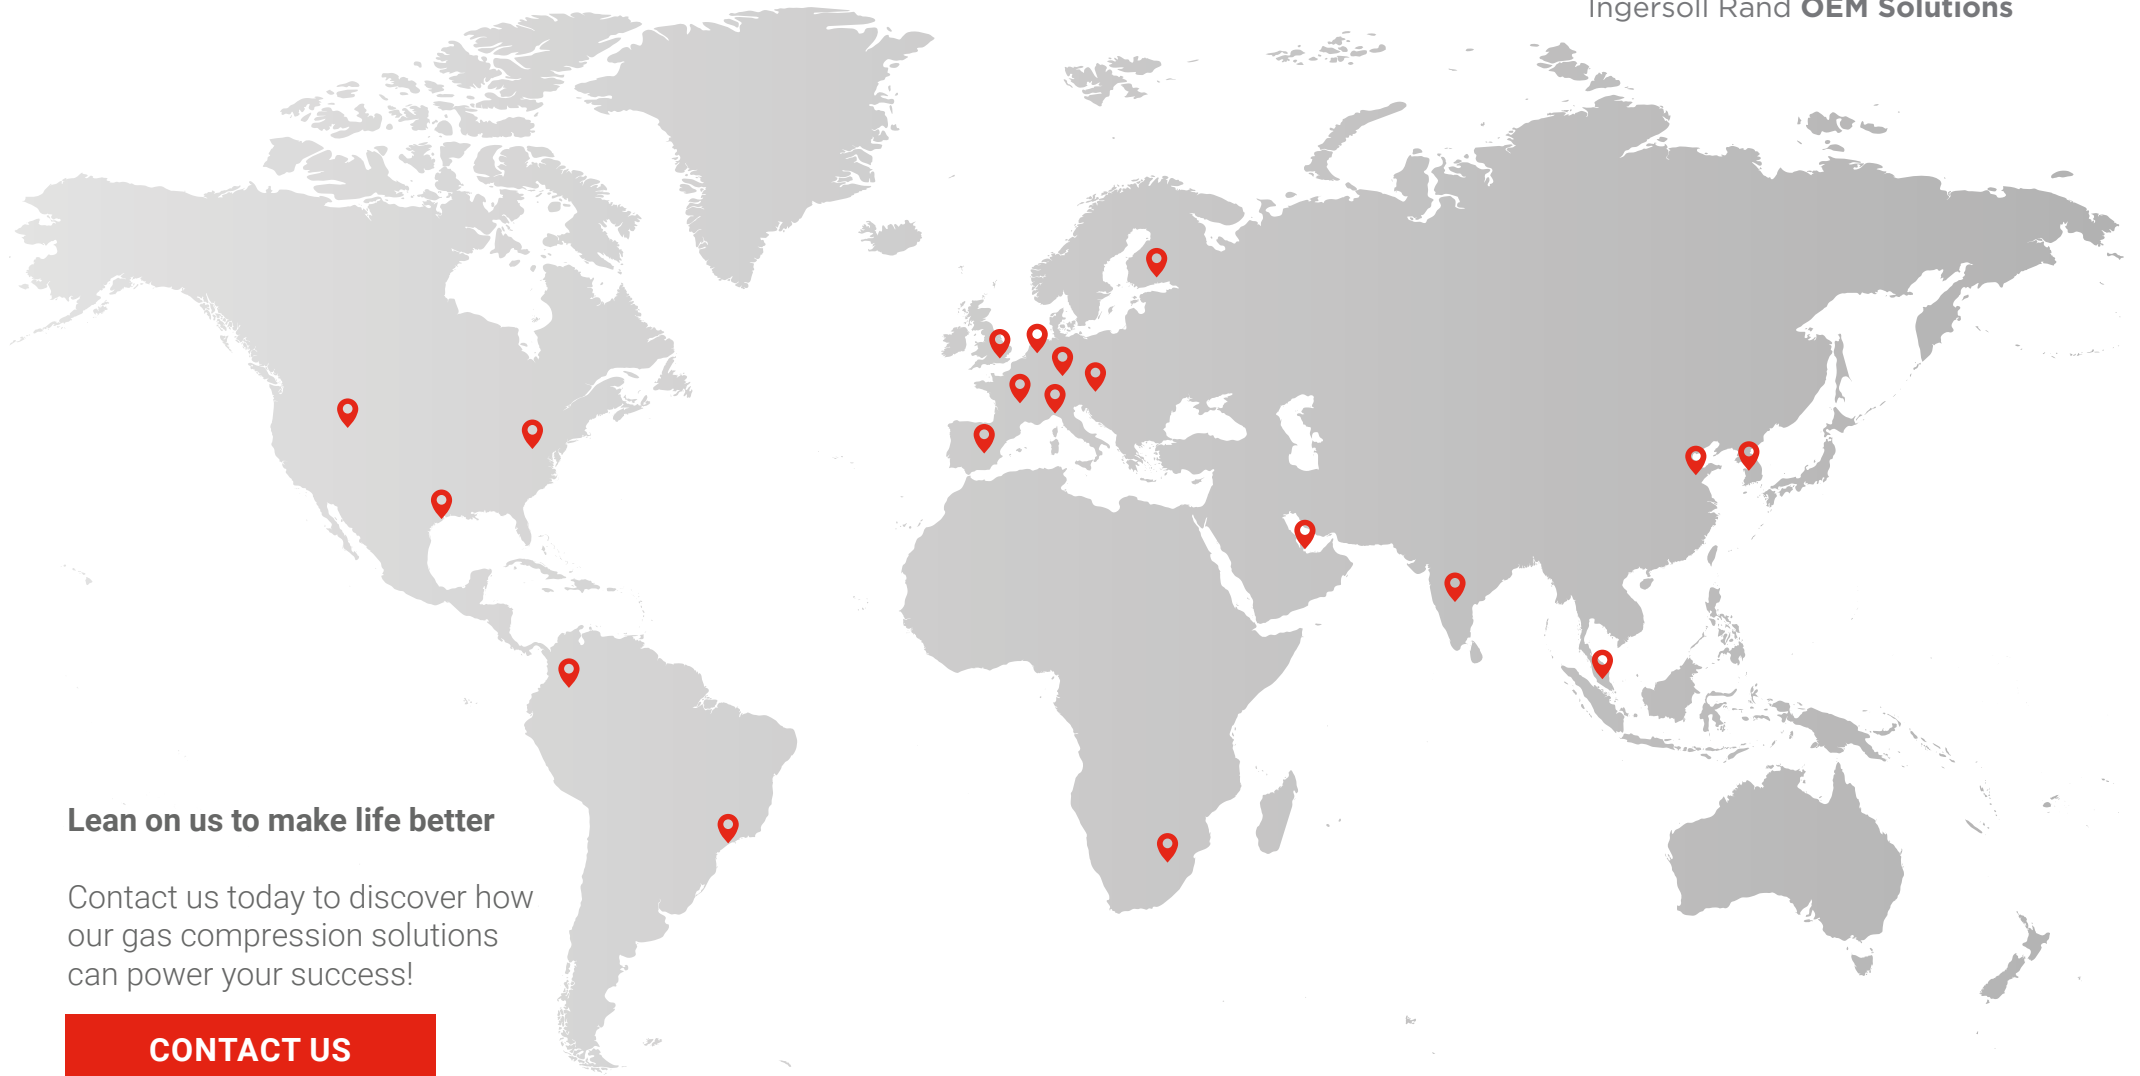 Ingersoll Rand OEM Solutions
Lean on us to make life better
Contact us today to discover how
our gas compression solutions
can power your success!
CONTACT US